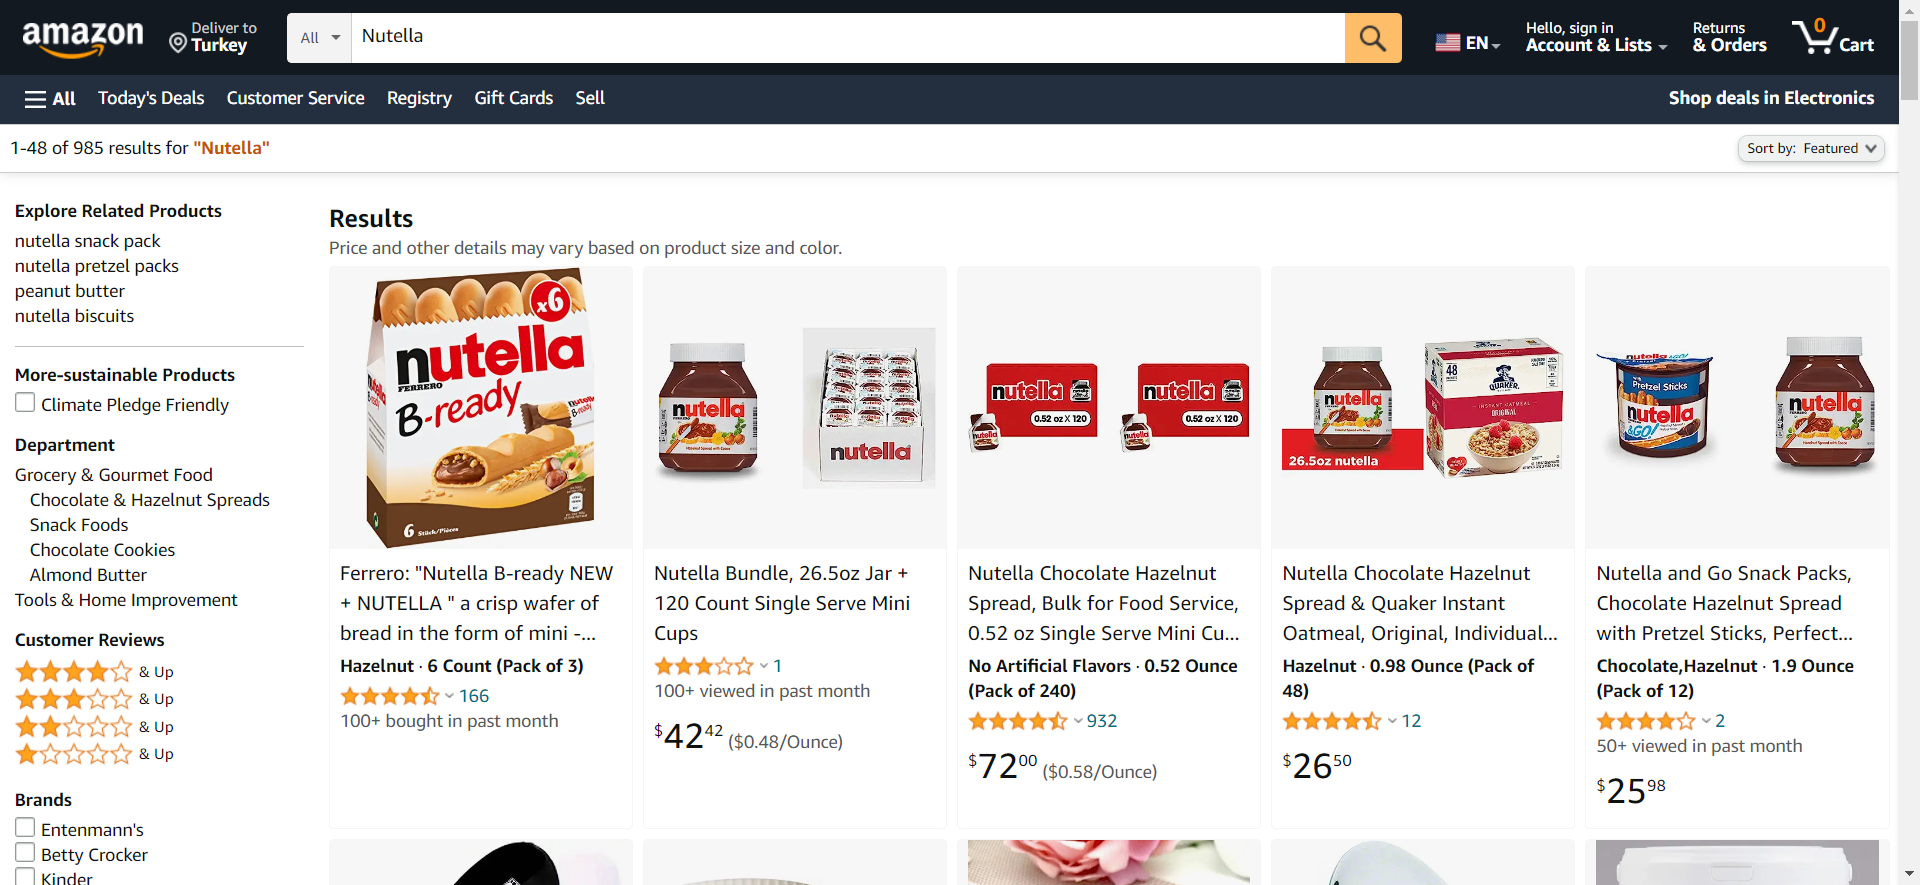 amazon
Deliver to
Turkey
All
Nutella
EN
Hello, sign in
Account & Lists
Returns
& Orders
0
Cart
All
Today's Deals
Customer Service
Registry
Gift Cards
Sell
Shop deals in Electronics
1-48 of 985 results for "Nutella"
Sort by: Featured
Explore Related Products
nutella snack pack
nutella pretzel packs
peanut butter
nutella biscuits
More-sustainable Products
Climate Pledge Friendly
Department
Grocery & Gourmet Food
Chocolate & Hazelnut Spreads
Snack Foods
Chocolate Cookies
Almond Butter
Tools & Home Improvement
Customer Reviews
& Up
& Up
& Up
& Up
Brands
Entenmann's
Betty Crocker
Kinder
Results
Price and other details may vary based on product size and color.
x6
nutella
FERRERO
B-ready
6 Stück/Pièces
Ferrero: "Nutella B-ready NEW
+ NUTELLA " a crisp wafer of
bread in the form of mini -...
Hazelnut · 6 Count (Pack of 3)
166
100+ bought in past month
nutella
nutella
Nutella Bundle, 26.5oz Jar +
120 Count Single Serve Mini
Cups
1
100+ viewed in past month
$42 42 ($0.48/Ounce)
nutella
0.52 oz X 120
nutella
nutella
0.52 oz X 120
nutella
Nutella Chocolate Hazelnut
Spread, Bulk for Food Service,
0.52 oz Single Serve Mini Cu...
No Artificial Flavors · 0.52 Ounce
(Pack of 240)
932
$72 00 ($0.58/Ounce)
nutella
26.5oz nutella
48
QUAKER
INSTANT OATMEAL
ORIGINAL
Nutella Chocolate Hazelnut
Spread & Quaker Instant
Oatmeal, Original, Individual...
Hazelnut · 0.98 Ounce (Pack of
48)
12
$26 50
nutella &GO!
Pretzel Sticks
nutella
&GO!
nutella
Nutella and Go Snack Packs,
Chocolate Hazelnut Spread
with Pretzel Sticks, Perfect...
Chocolate,Hazelnut · 1.9 Ounce
(Pack of 12)
2
50+ viewed in past month
$25 98